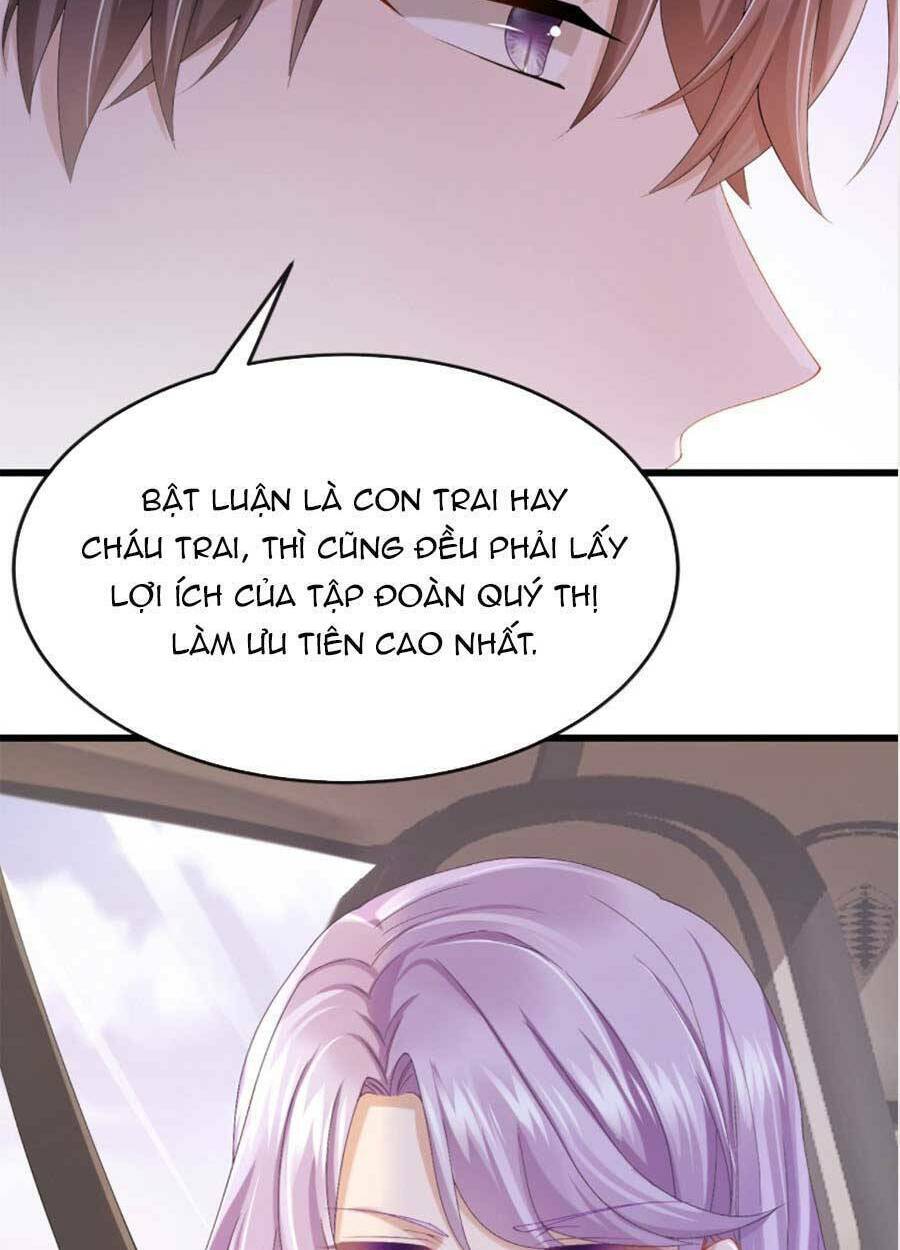 BẬT LUẬN LÀ CON TRAI HAY
CHÁU TRAI, THÌ CŨNG ĐỀU PHẢI LẤY
LỢI ÍCH CỦA TẬP ĐOÀN QUÝ THỊ
LÀM ƯU TIÊN CAO NHẤT.